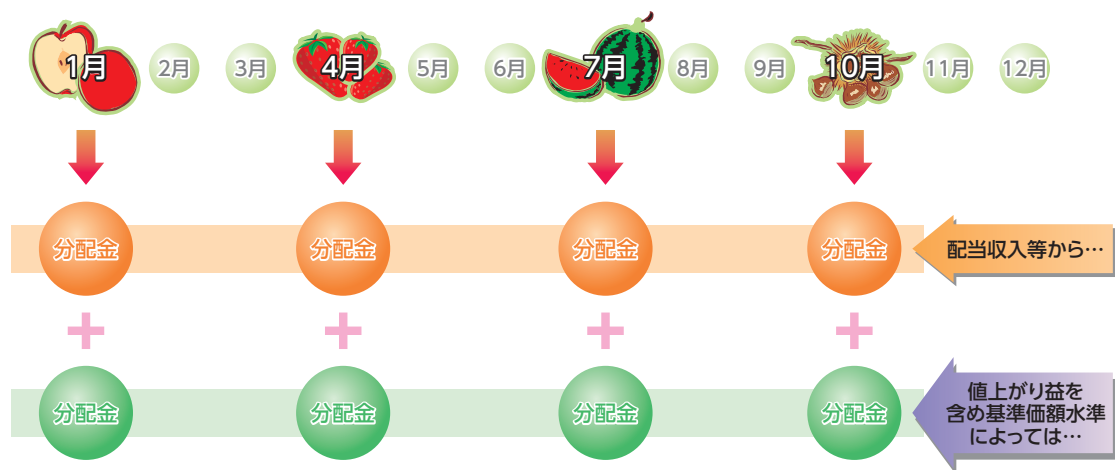 1月 2月 3月 4月 5月 6月 7月 8月 9月 10月 11月 12月
分配金 分配金 分配金 分配金 配当収入等から…
+ + + +
分配金 分配金 分配金 分配金
値上がり益を
含め基準価額水準
によっては…